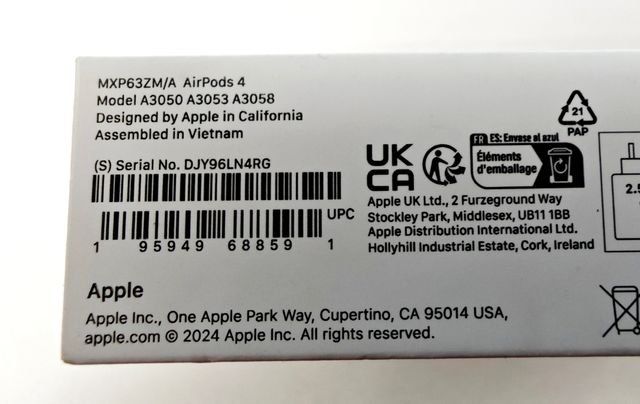 MXP63ZM/A AirPods 4
Model A3050 A3053 A3058
Designed by Apple in California
Assembled in Vietnam
(S) Serial No. DJY96LN4RG
UPC
1 95949 68859 1
21
PAP
UK
CA
FR ES: Envase al azul
Éléments
d'emballage
Apple UK Ltd., 2 Furzeground Way
Stockley Park, Middlesex, UB11 1BB
Apple Distribution International Ltd.
Hollyhill Industrial Estate, Cork, Ireland
Apple
Apple Inc., One Apple Park Way, Cupertino, CA 95014 USA,
apple.com © 2024 Apple Inc. All rights reserved.